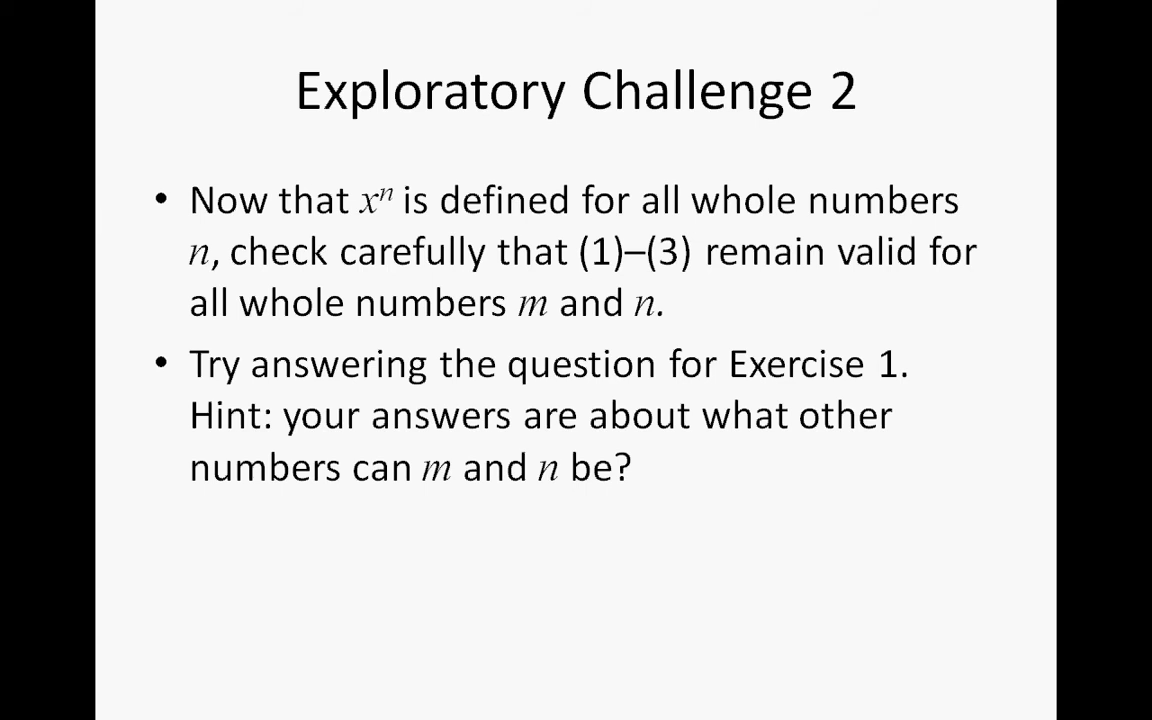 Exploratory Challenge 2
• Now that xⁿ is defined for all whole numbers
n, check carefully that (1)–(3) remain valid for
all whole numbers m and n.
• Try answering the question for Exercise 1.
Hint: your answers are about what other
numbers can m and n be?